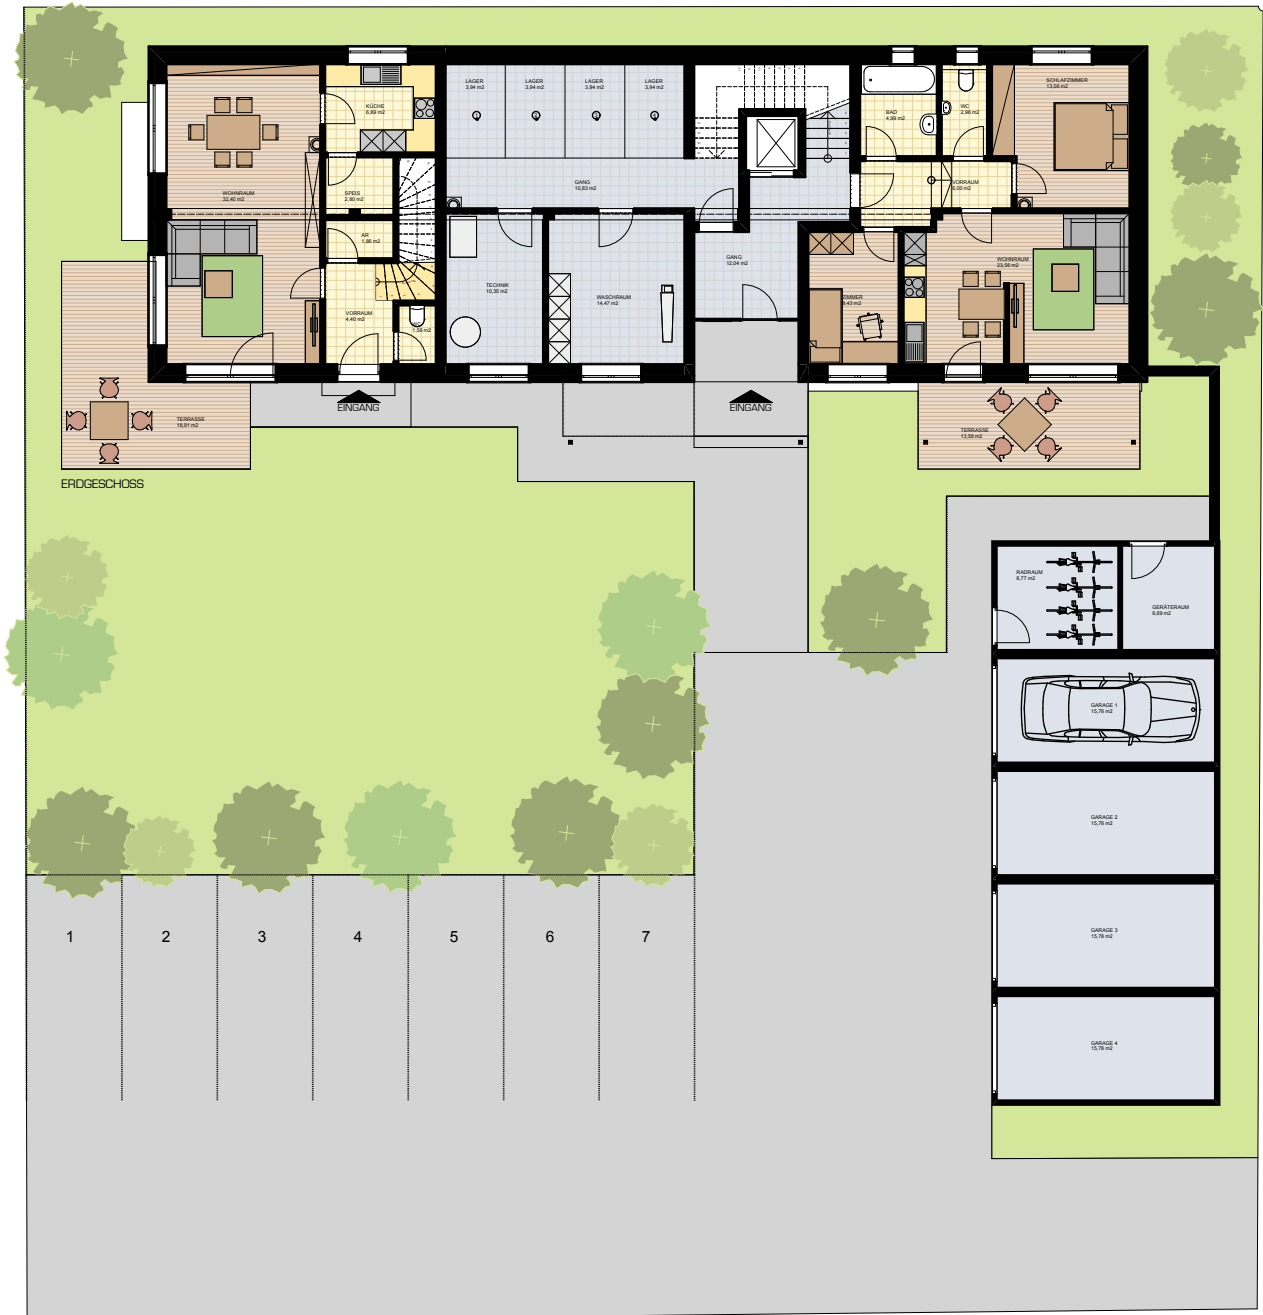 LAGER
3,94 m2
LAGER
3,94 m2
LAGER
3,94 m2
LAGER
3,94 m2
SCHLAFZIMMER
13,06 m2
KÜCHE
6,89 m2
BAD
4,99 m2
WC
2,96 m2
WOHNRAUM
32,40 m2
SPEIS
2,80 m2
GANG
10,83 m2
VORRAUM
6,00 m2
AR
1,86 m2
GANG
12,04 m2
WOHNRAUM
23,56 m2
TECHNIK
10,35 m2
WASCHRAUM
14,47 m2
ZIMMER
9,43 m2
VORRAUM
4,40 m2
1,56 m2
EINGANG
EINGANG
TERRASSE
18,91 m2
TERRASSE
13,56 m2
ERDGESCHOSS
RADRAUM
8,77 m2
GERÄTERAUM
6,69 m2
GARAGE 1
15,78 m2
GARAGE 2
15,78 m2
1
2
3
4
5
6
7
GARAGE 3
15,78 m2
GARAGE 4
15,78 m2